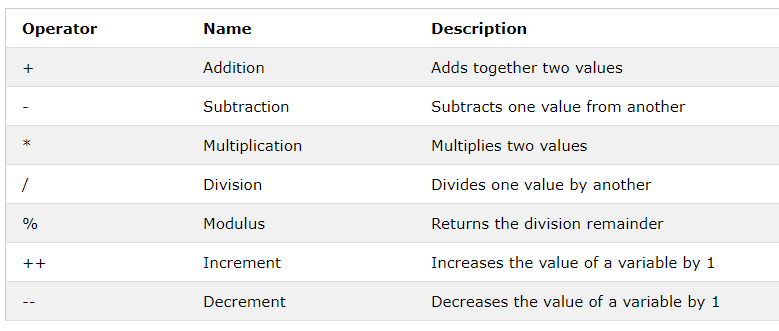 Operator Name Description
+ Addition Adds together two values
- Subtraction Subtracts one value from another
* Multiplication Multiplies two values
/ Division Divides one value by another
% Modulus Returns the division remainder
++ Increment Increases the value of a variable by 1
-- Decrement Decreases the value of a variable by 1